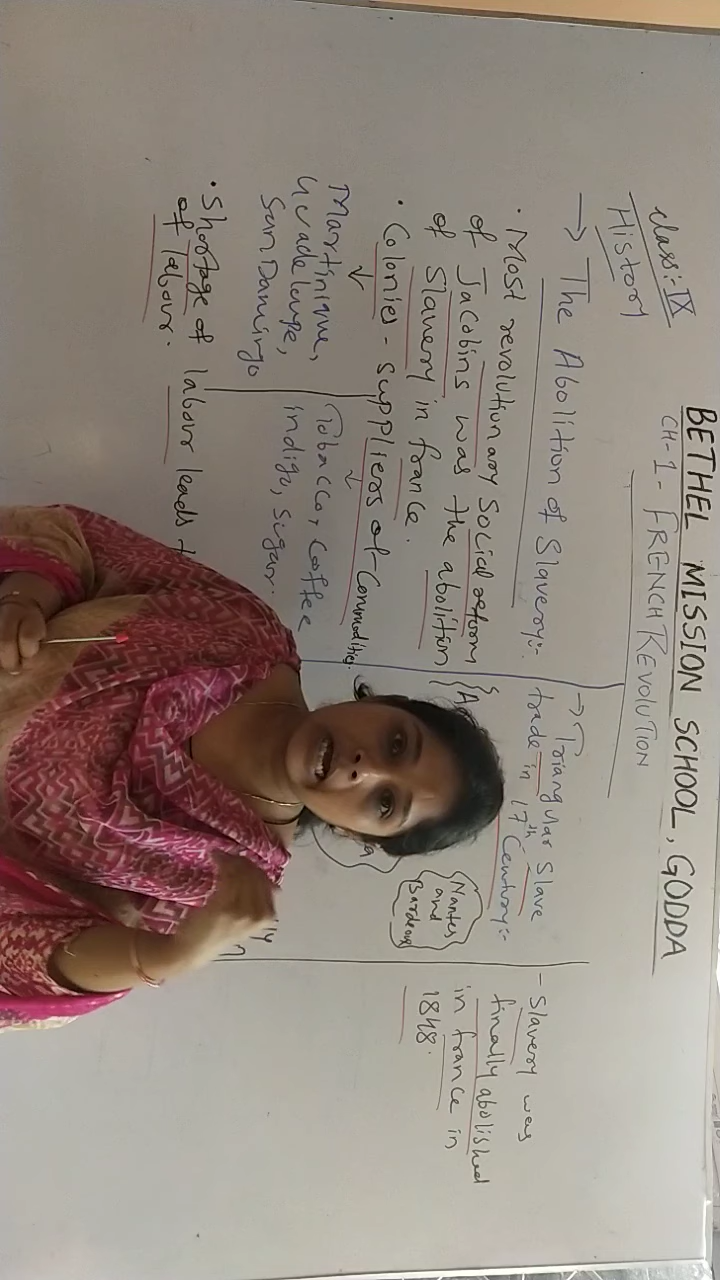 BETHEL MISSION SCHOOL, GODDA
CH-1- FRENCH REVOLUTION
Class:- IX
History
→ The Abolition of Slavery:-
• Most revolutionary Social reform
of Jacobins was the abolition
of Slavery in france.
• Colonies - Suppliers of Commodities.
Martinique,
Guadeloupe,
San Domingo
Tobacco, Coffee
indigo, Sugar.
• Shortage of labour leads
of labour.
→ Triangular Slave
trade in 17th Century:-
Nantes
and
- Slavery was
finally abolished
in france in
1848.